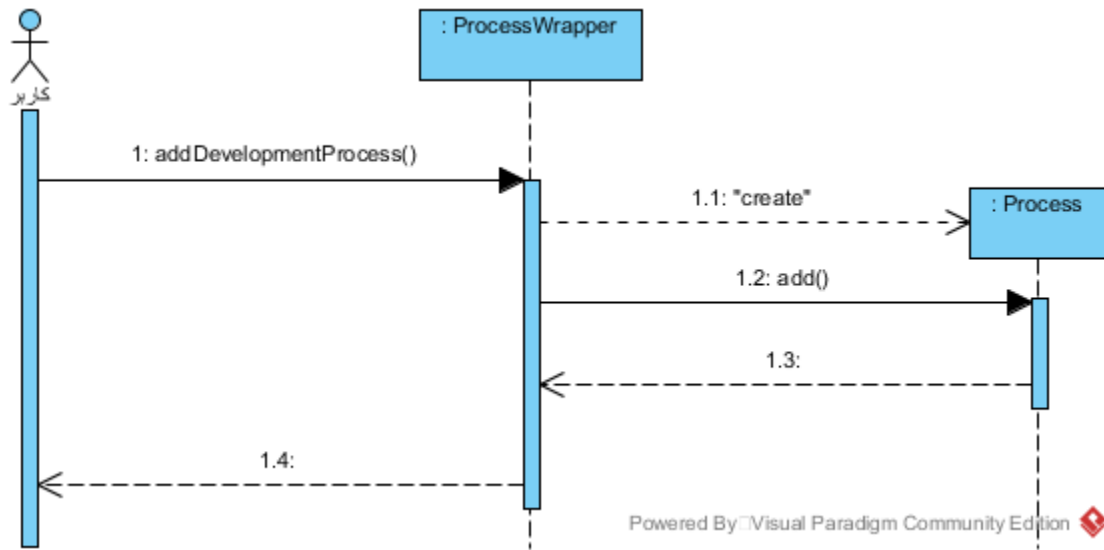 : ProcessWrapper
کاربر
1: addDevelopmentProcess()
1.1: "create"
: Process
1.2: add()
1.3:
1.4:
Powered By□Visual Paradigm Community Edition